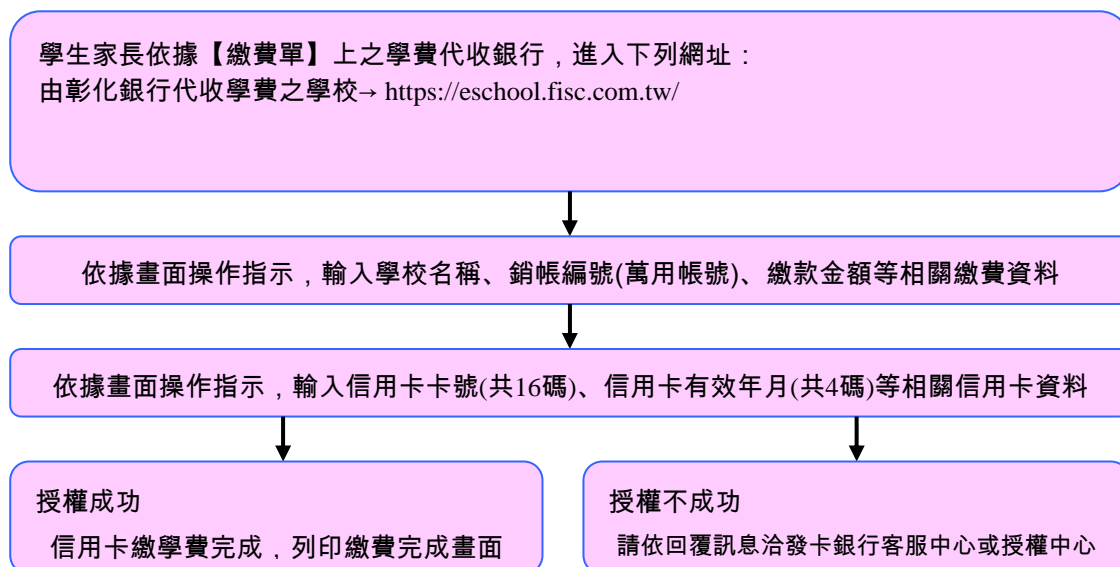 學生家長依據【繳費單】上之學費代收銀行，進入下列網址：
由彰化銀行代收學費之學校→ https://eschool.fisc.com.tw/
依據畫面操作指示，輸入學校名稱、銷帳編號(萬用帳號)、繳款金額等相關繳費資料
依據畫面操作指示，輸入信用卡卡號(共16碼)、信用卡有效年月(共4碼)等相關信用卡資料
授權成功
信用卡繳學費完成，列印繳費完成畫面
授權不成功
請依回覆訊息洽發卡銀行客服中心或授權中心